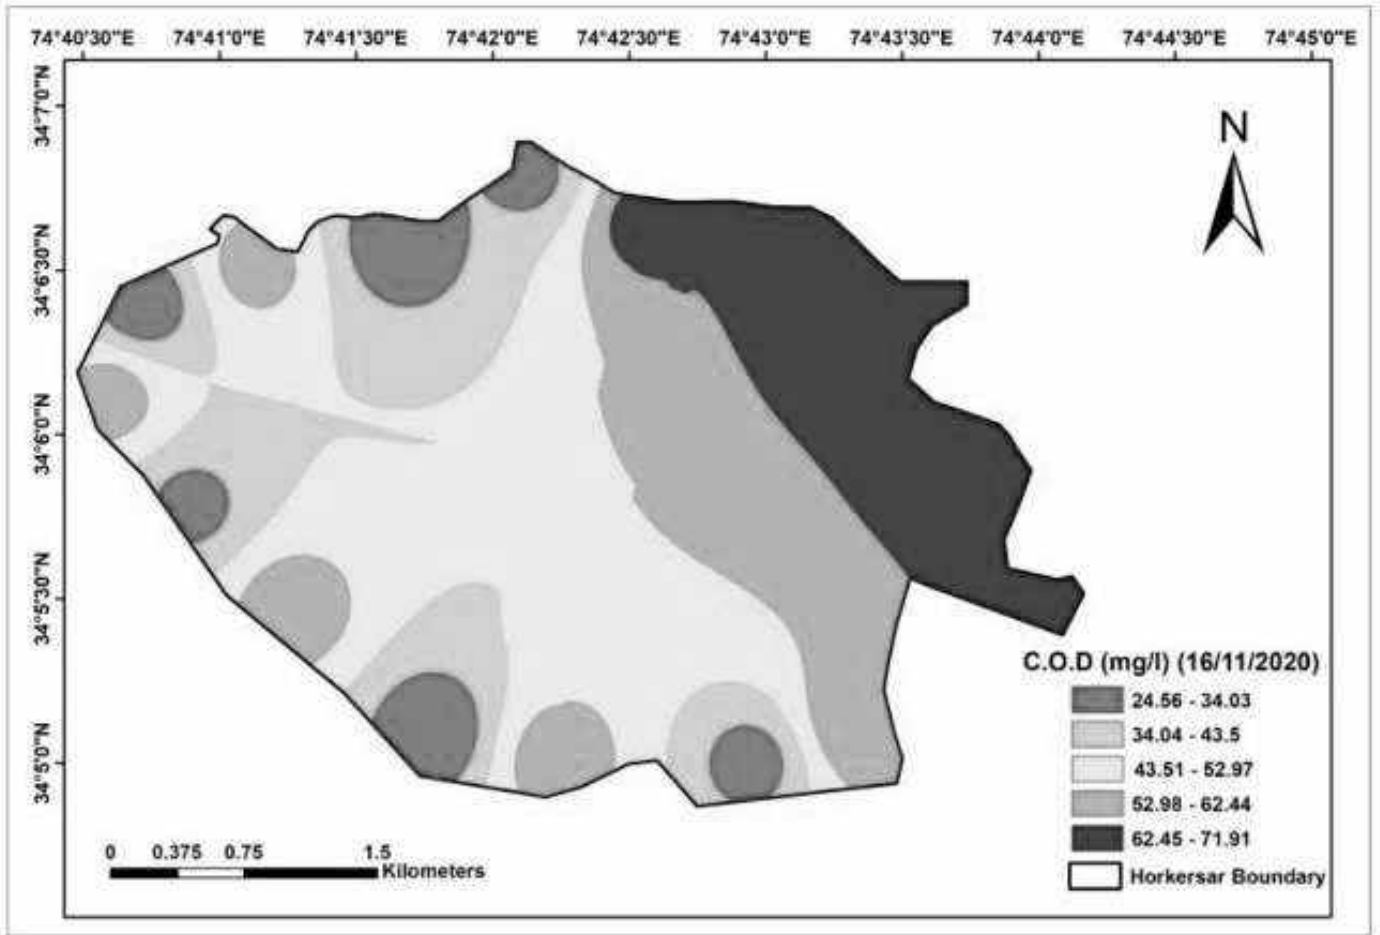 74°40'30"E 74°41'0"E 74°41'30"E 74°42'0"E 74°42'30"E 74°43'0"E 74°43'30"E 74°44'0"E 74°44'30"E 74°45'0"E
34°7'0"N
34°6'30"N
34°6'0"N
34°5'30"N
34°5'0"N
N
C.O.D (mg/l) (16/11/2020)
24.56 - 34.03
34.04 - 43.5
43.51 - 52.97
52.98 - 62.44
62.45 - 71.91
Horkersar Boundary
0 0.375 0.75 1.5
Kilometers